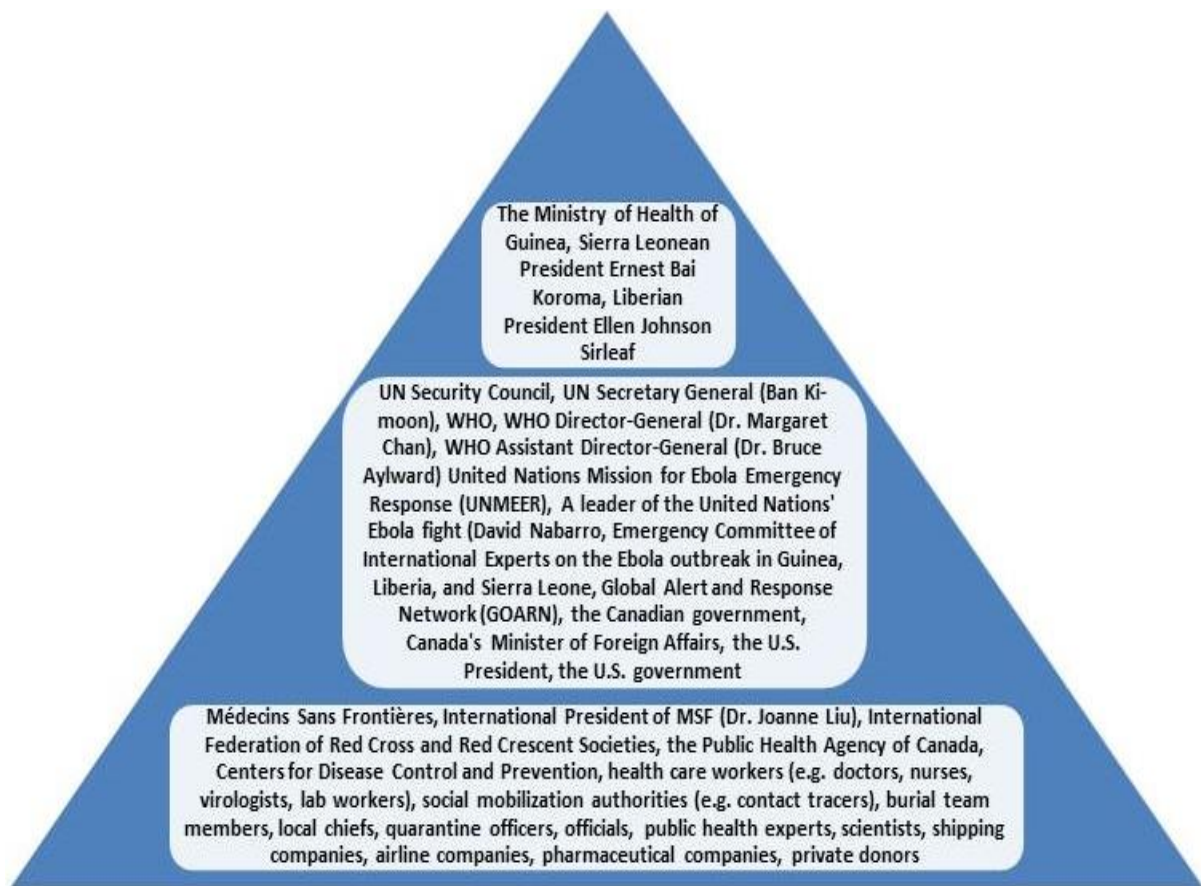 The Ministry of Health of
Guinea, Sierra Leonean
President Ernest Bai
Koroma, Liberian
President Ellen Johnson
Sirleaf
UN Security Council, UN Secretary General (Ban Ki-
moon), WHO, WHO Director-General (Dr. Margaret
Chan), WHO Assistant Director-General (Dr. Bruce
Aylward) United Nations Mission for Ebola Emergency
Response (UNMEER), A leader of the United Nations'
Ebola fight (David Nabarro, Emergency Committee of
International Experts on the Ebola outbreak in Guinea,
Liberia, and Sierra Leone, Global Alert and Response
Network (GOARN), the Canadian government,
Canada's Minister of Foreign Affairs, the U.S.
President, the U.S. government
Médecins Sans Frontières, International President of MSF (Dr. Joanne Liu), International
Federation of Red Cross and Red Crescent Societies, the Public Health Agency of Canada,
Centers for Disease Control and Prevention, health care workers (e.g. doctors, nurses,
virologists, lab workers), social mobilization authorities (e.g. contact tracers), burial team
members, local chiefs, quarantine officers, officials, public health experts, scientists, shipping
companies, airline companies, pharmaceutical companies, private donors